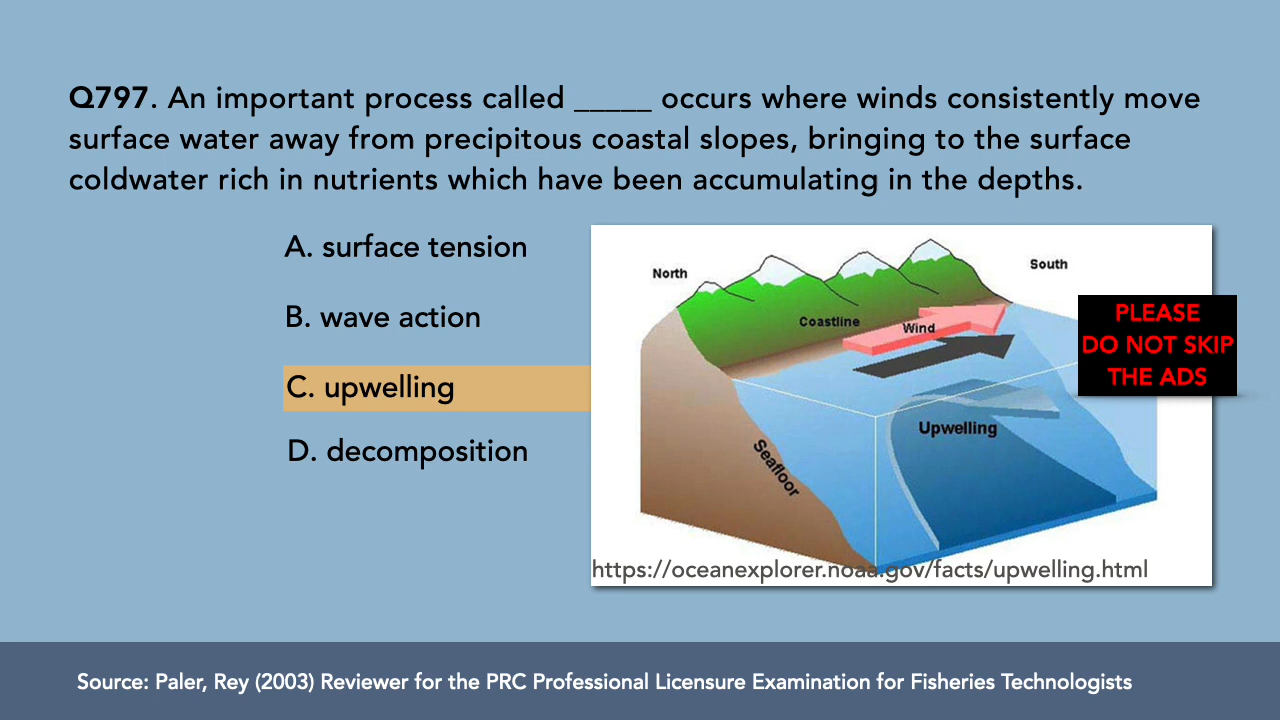 Q797. An important process called _____ occurs where winds consistently move
surface water away from precipitous coastal slopes, bringing to the surface
coldwater rich in nutrients which have been accumulating in the depths.
A. surface tension
B. wave action
C. upwelling
D. decomposition
North
South
Coastline
Wind
PLEASE
DO NOT SKIP
THE ADS
Upwelling
Seafloor
https://oceanexplorer.noaa.gov/facts/upwelling.html
Source: Paler, Rey (2003) Reviewer for the PRC Professional Licensure Examination for Fisheries Technologists